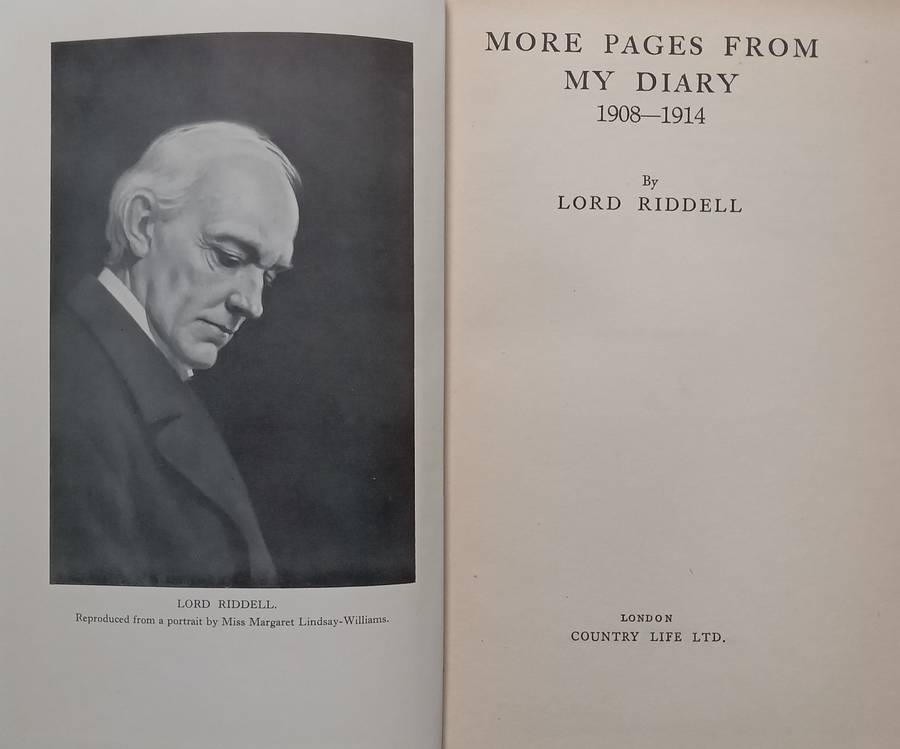 LORD RIDDELL.
Reproduced from a portrait by Miss Margaret Lindsay-Williams.
MORE PAGES FROM
MY DIARY
1908—1914
By
LORD RIDDELL
LONDON
COUNTRY LIFE LTD.